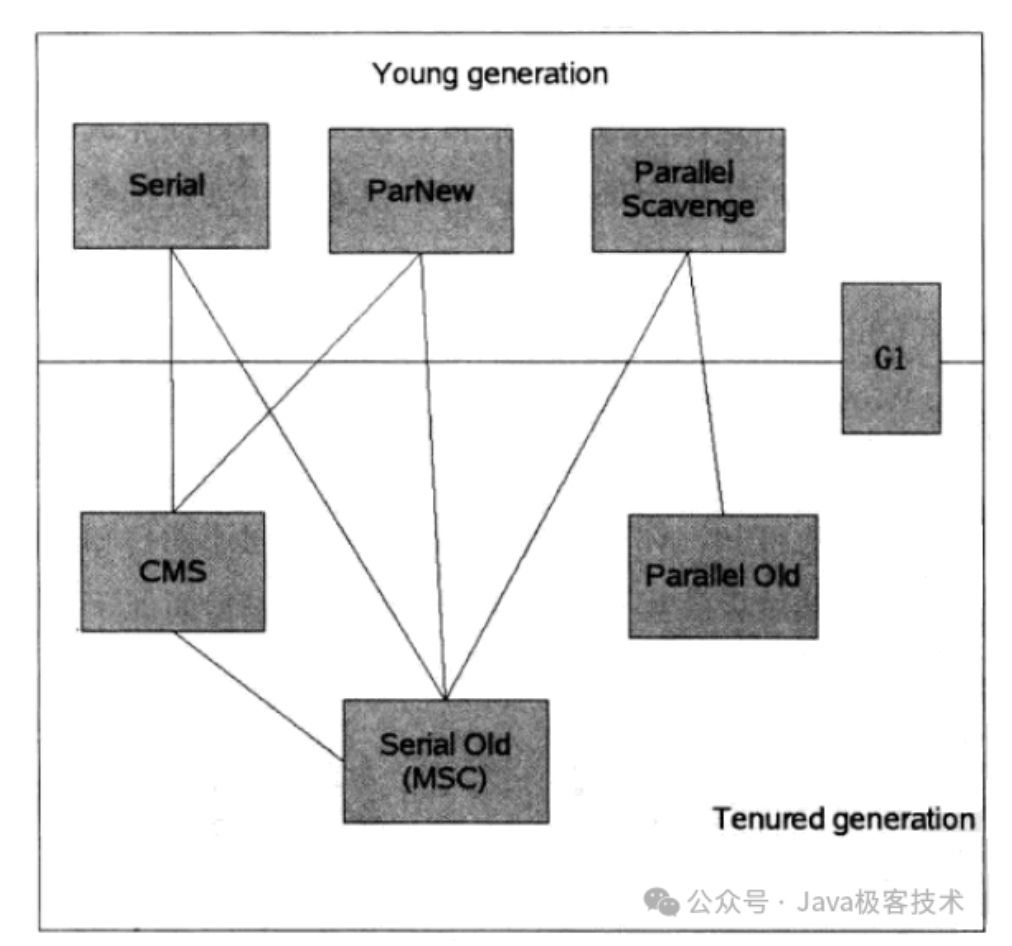 Young generation
Serial
ParNew
Parallel
Scavenge
G1
CMS
Parallel Old
Serial Old
(MSC)
Tenured generation
公众号 · Java极客技术